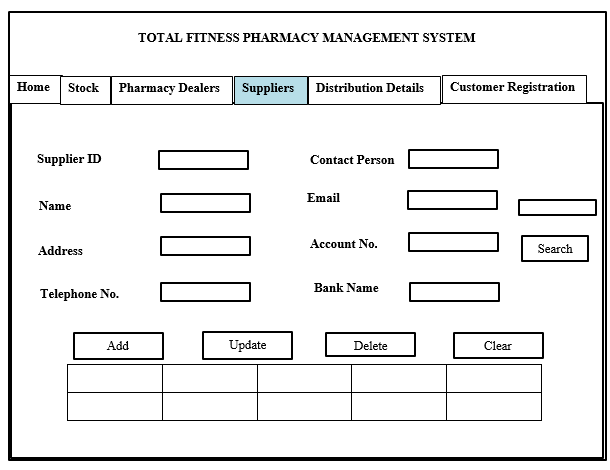 TOTAL FITNESS PHARMACY MANAGEMENT SYSTEM
Home Stock Pharmacy Dealers Suppliers Distribution Details Customer Registration
Supplier ID Contact Person
Name Email
Address Account No. Search
Telephone No. Bank Name
Add Update Delete Clear